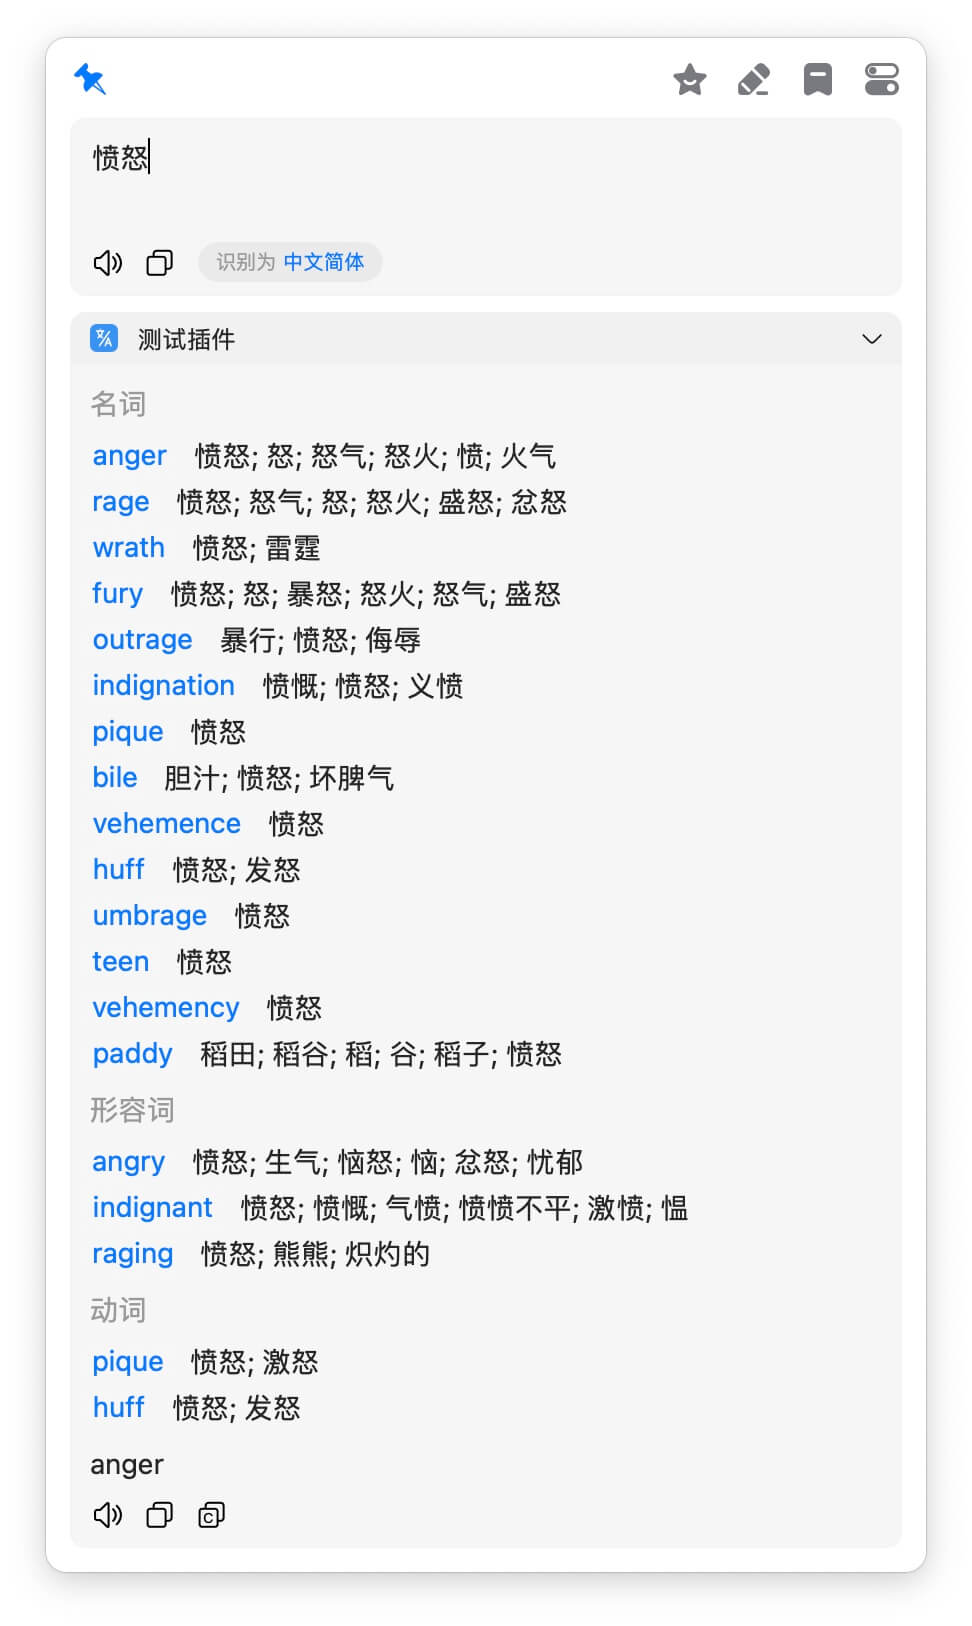 愤怒
识别为 中文简体
测试插件
名词
anger 愤怒; 怒; 怒气; 怒火; 愤; 火气
rage 愤怒; 怒气; 怒; 怒火; 盛怒; 忿怒
wrath 愤怒; 雷霆
fury 愤怒; 怒; 暴怒; 怒火; 怒气; 盛怒
outrage 暴行; 愤怒; 侮辱
indignation 愤慨; 愤怒; 义愤
pique 愤怒
bile 胆汁; 愤怒; 坏脾气
vehemence 愤怒
huff 愤怒; 发怒
umbrage 愤怒
teen 愤怒
vehemency 愤怒
paddy 稻田; 稻谷; 稻; 谷; 稻子; 愤怒
形容词
angry 愤怒; 生气; 恼怒; 恼; 忿怒; 忧郁
indignant 愤怒; 愤慨; 气愤; 愤愤不平; 激愤; 愠
raging 愤怒; 熊熊; 炽灼的
动词
pique 愤怒; 激怒
huff 愤怒; 发怒
anger